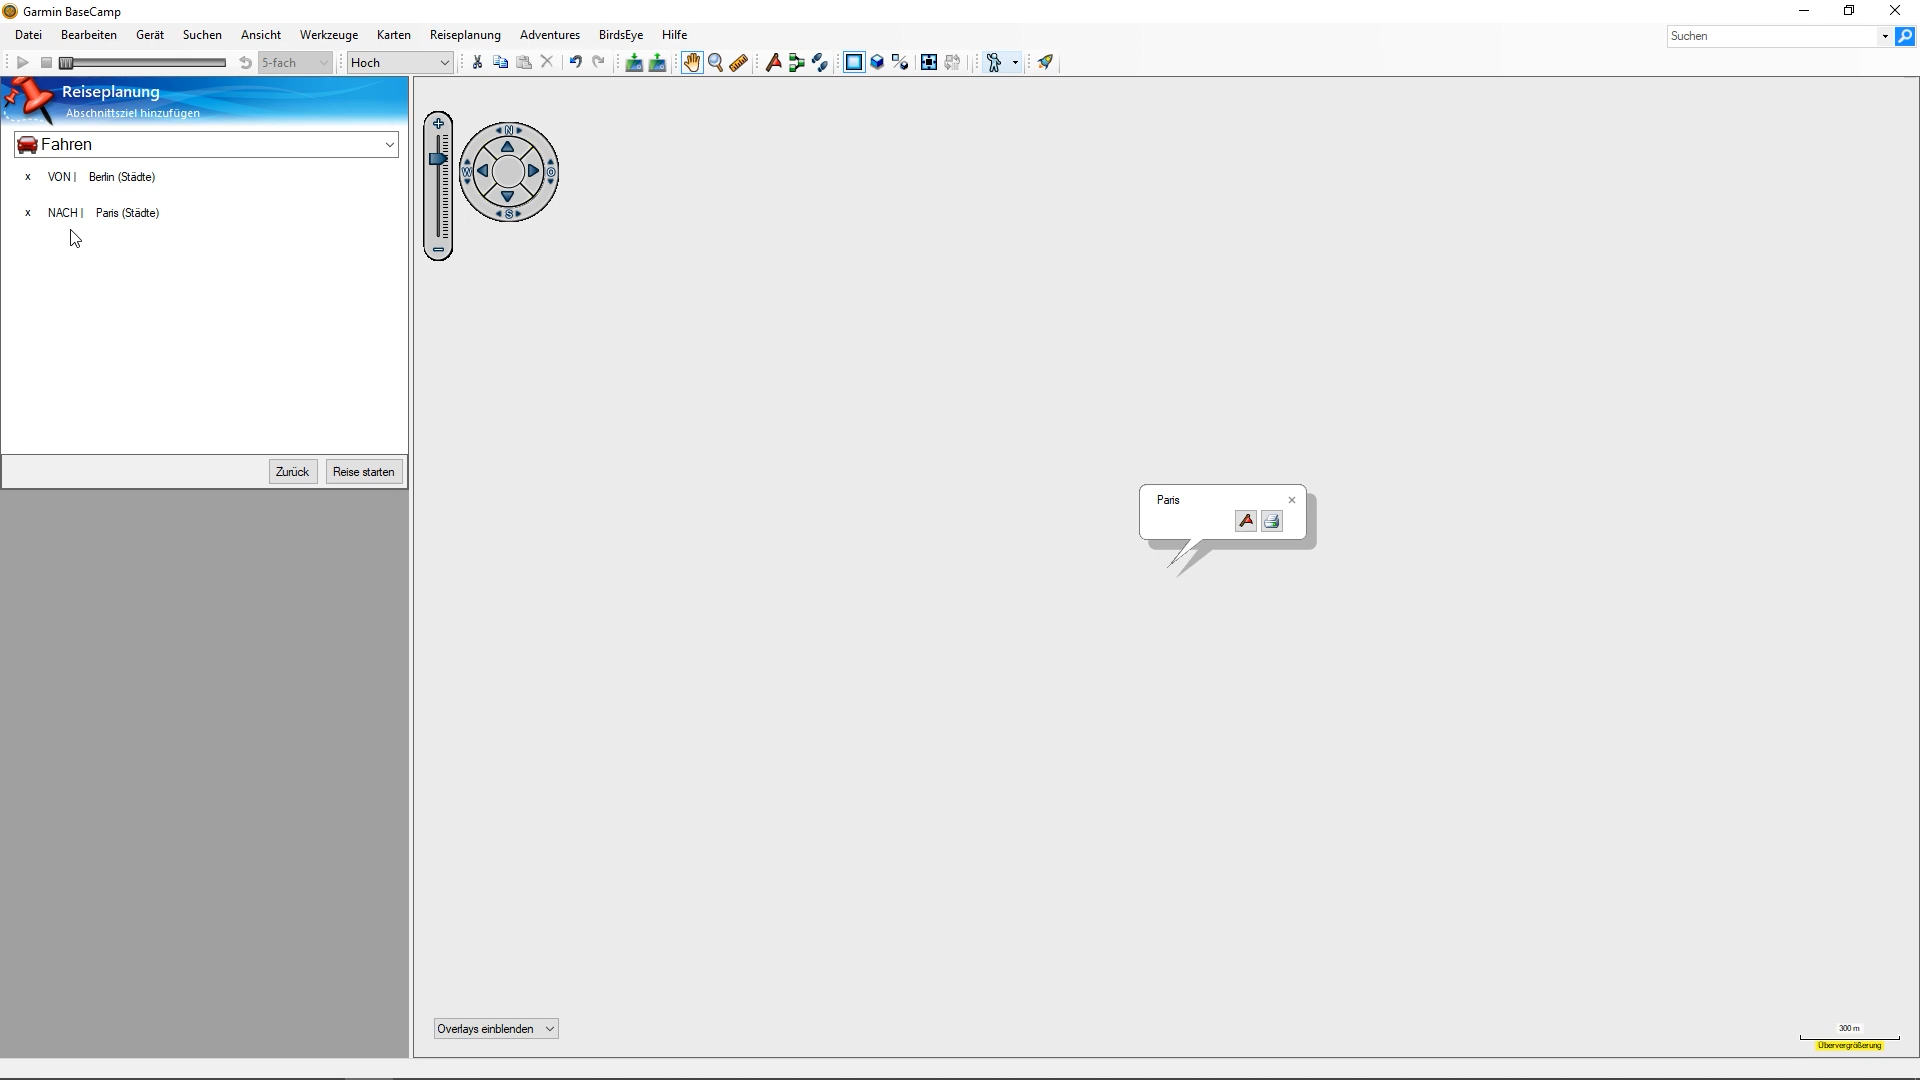 Garmin BaseCamp
Datei Bearbeiten Gerät Suchen Ansicht Werkzeuge Karten Reiseplanung Adventures BirdsEye Hilfe
Suchen
5-fach Hoch
Reiseplanung
Abschnittsziel hinzufügen
Fahren
x VON | Berlin (Städte)
x NACH | Paris (Städte)
Zurück Reise starten
N
W O
S
Paris
Overlays einblenden
300 m
Übervergrößerung